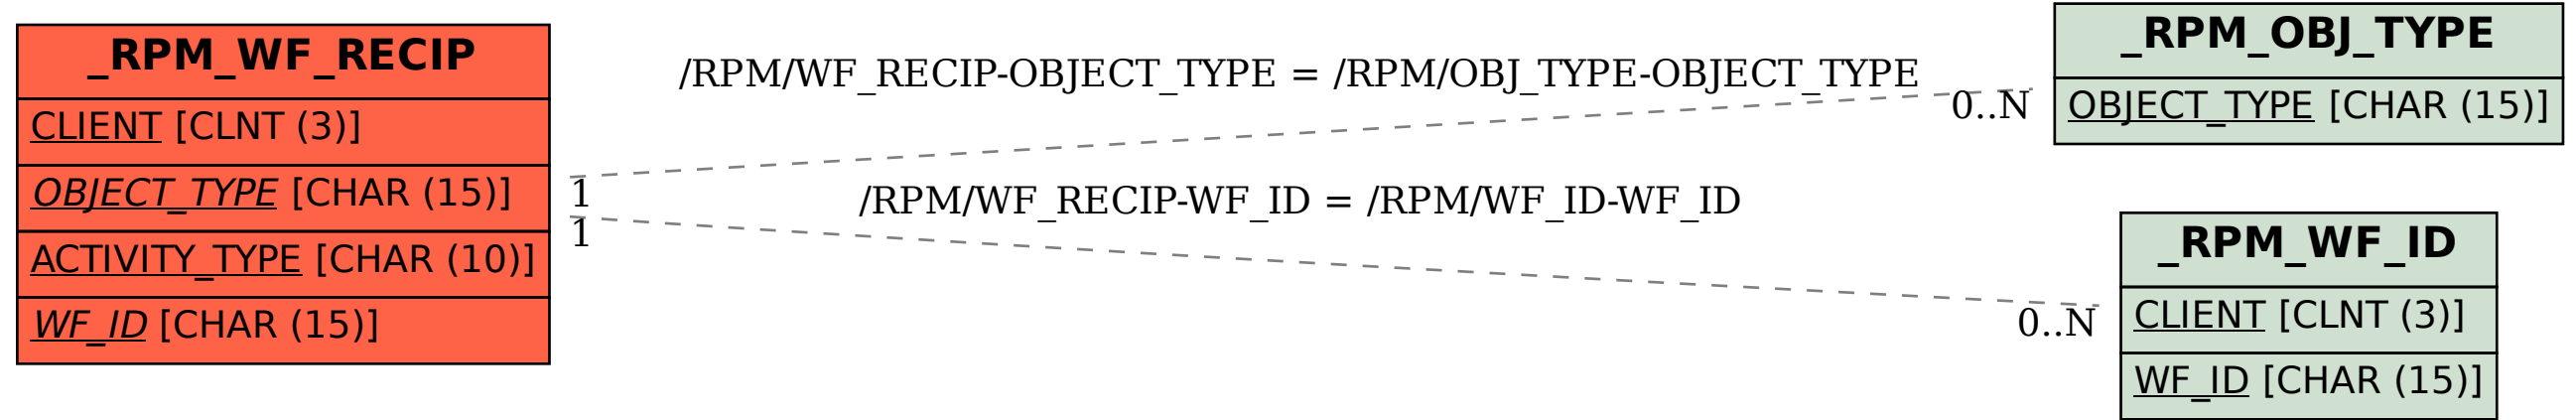 _RPM_WF_RECIP
CLIENT [CLNT (3)]
OBJECT_TYPE [CHAR (15)]
ACTIVITY_TYPE [CHAR (10)]
WF_ID [CHAR (15)]
/RPM/WF_RECIP-OBJECT_TYPE = /RPM/OBJ_TYPE-OBJECT_TYPE
0..N
1
/RPM/WF_RECIP-WF_ID = /RPM/WF_ID-WF_ID
1
0..N
_RPM_OBJ_TYPE
OBJECT_TYPE [CHAR (15)]
_RPM_WF_ID
CLIENT [CLNT (3)]
WF_ID [CHAR (15)]